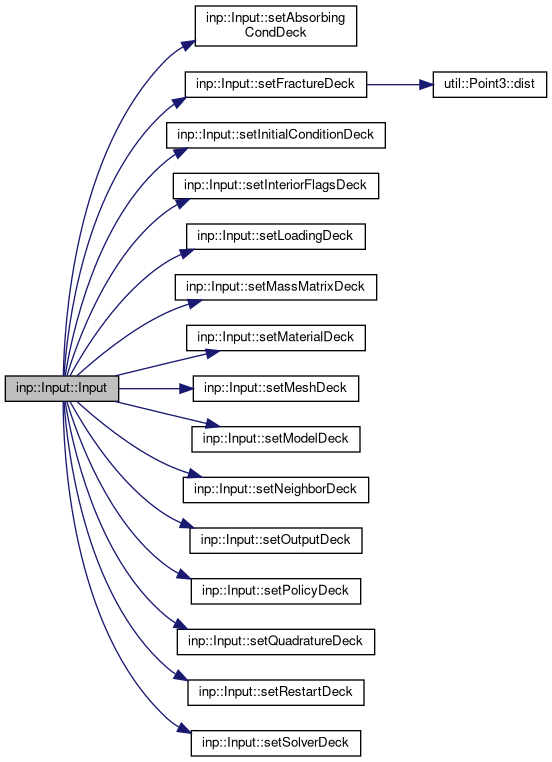 inp::Input::setAbsorbing
CondDeck
inp::Input::setFractureDeck
util::Point3::dist
inp::Input::setInitialConditionDeck
inp::Input::setInteriorFlagsDeck
inp::Input::setLoadingDeck
inp::Input::setMassMatrixDeck
inp::Input::setMaterialDeck
inp::Input::Input
inp::Input::setMeshDeck
inp::Input::setModelDeck
inp::Input::setNeighborDeck
inp::Input::setOutputDeck
inp::Input::setPolicyDeck
inp::Input::setQuadratureDeck
inp::Input::setRestartDeck
inp::Input::setSolverDeck